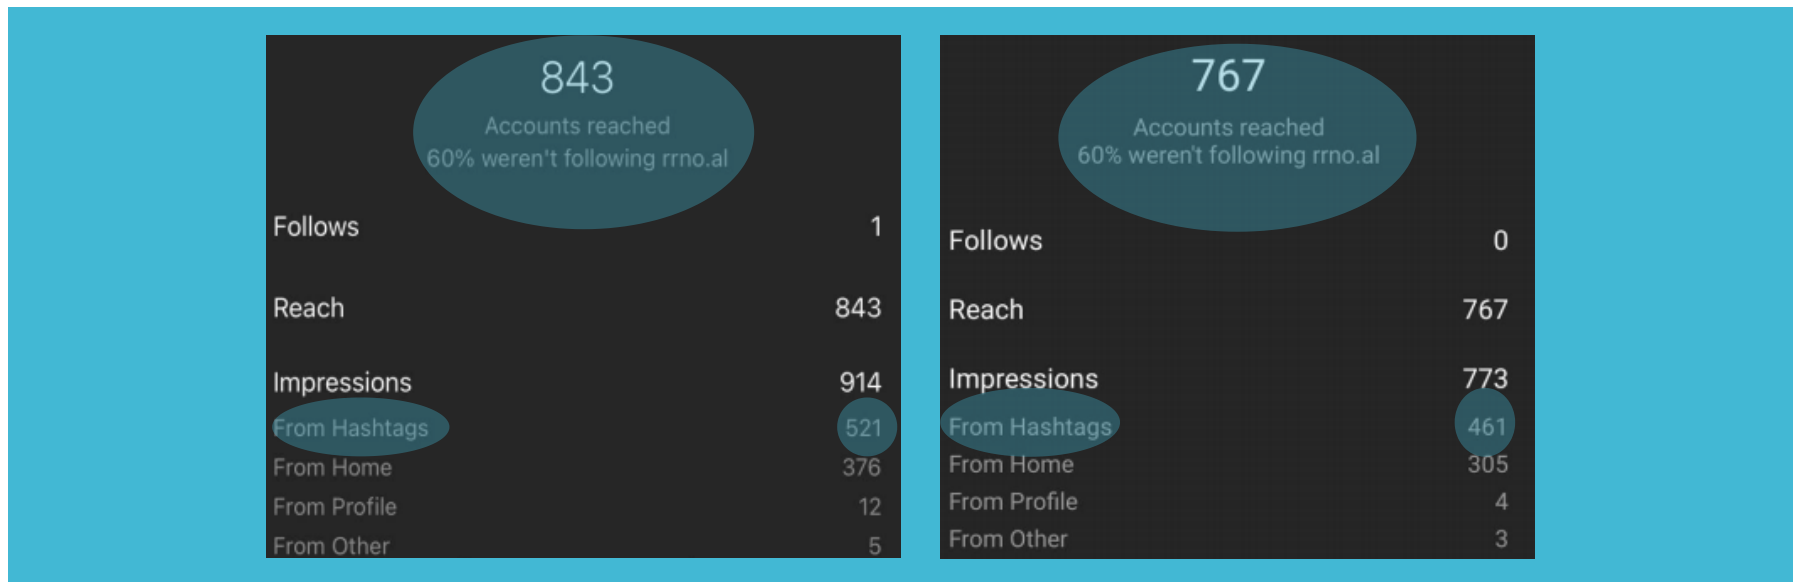 843
Accounts reached
60% weren't following rrno.al
Follows 1
Reach 843
Impressions 914
From Hashtags 521
From Home 376
From Profile 12
From Other 5
767
Accounts reached
60% weren't following rrno.al
Follows 0
Reach 767
Impressions 773
From Hashtags 461
From Home 305
From Profile 4
From Other 3